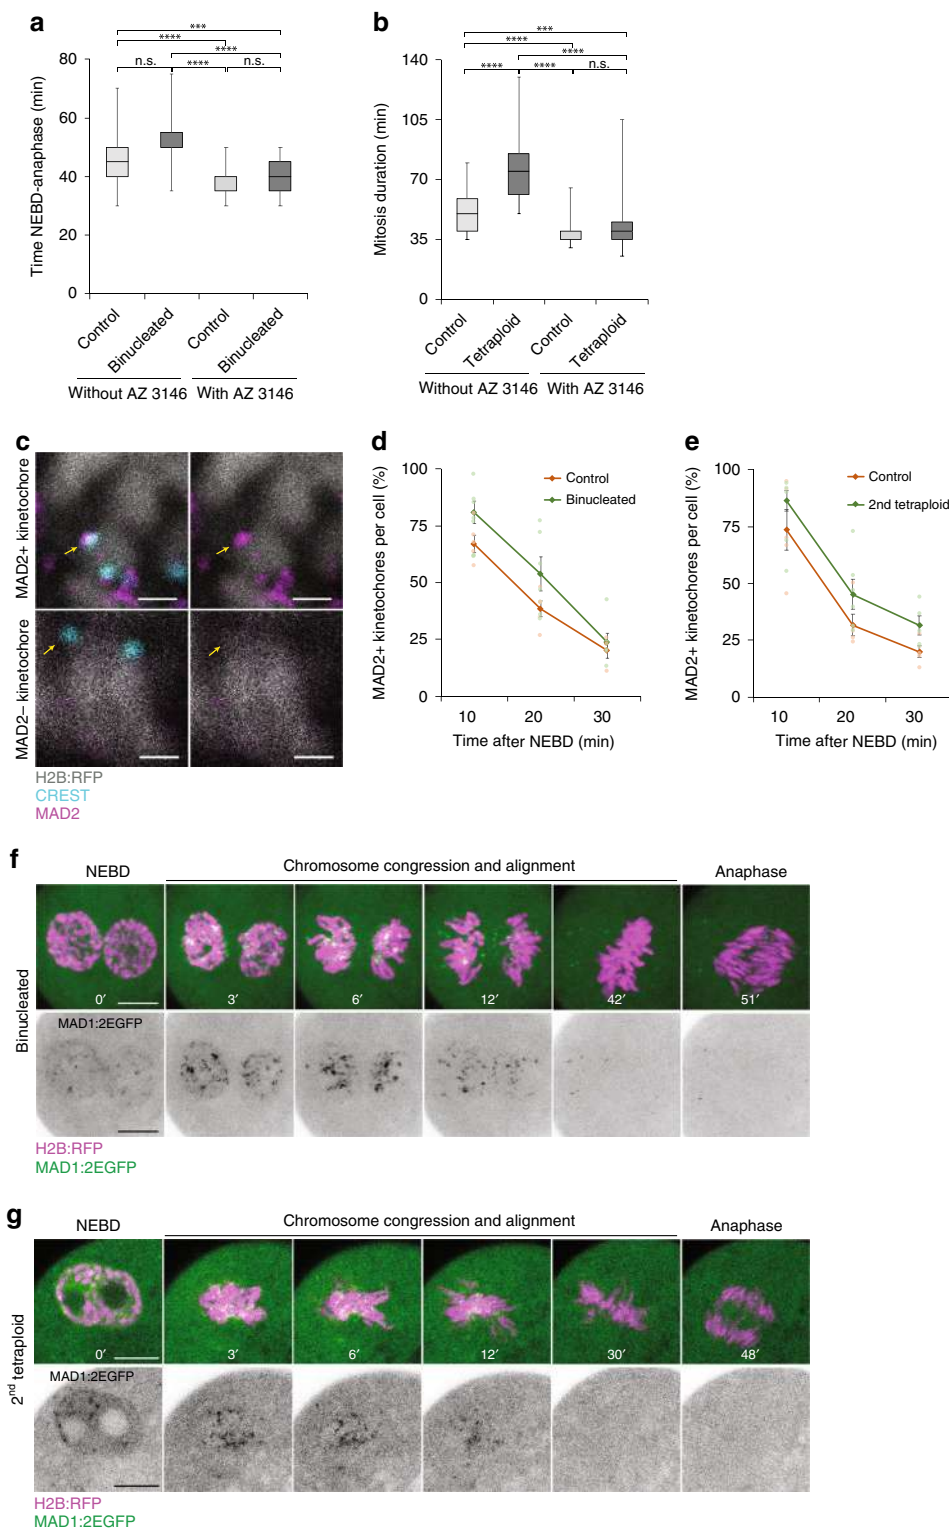 a
***
****
****
n.s.
****
n.s.
Time NEBD-anaphase (min)
80
60
40
20
0
Control
Binucleated
Control
Binucleated
Without AZ 3146
With AZ 3146
b
***
****
****
****
****
n.s.
Mitosis duration (min)
140
105
70
35
0
Control
Tetraploid
Control
Tetraploid
Without AZ 3146
With AZ 3146
c
MAD2+ kinetochore
MAD2– kinetochore
H2B:RFP
CREST
MAD2
d
MAD2+ kinetochores per cell (%)
100
75
50
25
0
Control
Binucleated
10
20
30
Time after NEBD (min)
e
MAD2+ kinetochores per cell (%)
100
75
50
25
0
Control
2nd tetraploid
10
20
30
Time after NEBD (min)
f
NEBD
Chromosome congression and alignment
Anaphase
Binucleated
0′
3′
6′
12′
42′
51′
MAD1:2EGFP
H2B:RFP
MAD1:2EGFP
g
NEBD
Chromosome congression and alignment
Anaphase
2nd tetraploid
0′
3′
6′
12′
30′
48′
MAD1:2EGFP
H2B:RFP
MAD1:2EGFP